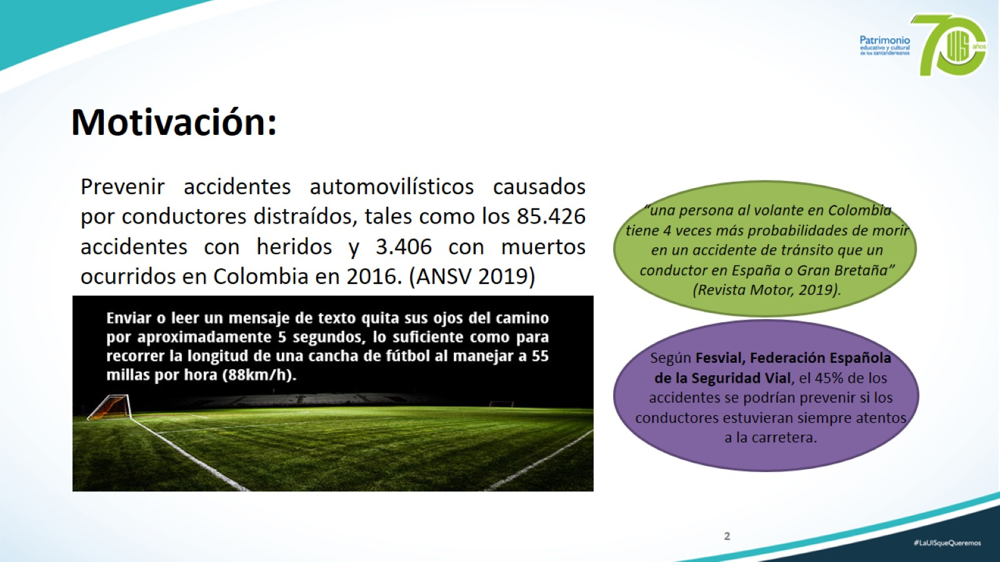 Patrimonio
educativo y cultural
de los santandereanos
70
UIS
años
Motivación:
Prevenir accidentes automovilísticos causados
por conductores distraídos, tales como los 85.426
accidentes con heridos y 3.406 con muertos
ocurridos en Colombia en 2016. (ANSV 2019)
Enviar o leer un mensaje de texto quita sus ojos del camino
por aproximadamente 5 segundos, lo suficiente como para
recorrer la longitud de una cancha de fútbol al manejar a 55
millas por hora (88km/h).
“una persona al volante en Colombia
tiene 4 veces más probabilidades de morir
en un accidente de tránsito que un
conductor en España o Gran Bretaña”
(Revista Motor, 2019).
Según Fesvial, Federación Española
de la Seguridad Vial, el 45% de los
accidentes se podrían prevenir si los
conductores estuvieran siempre atentos
a la carretera.
2
#LaUISqueQueremos